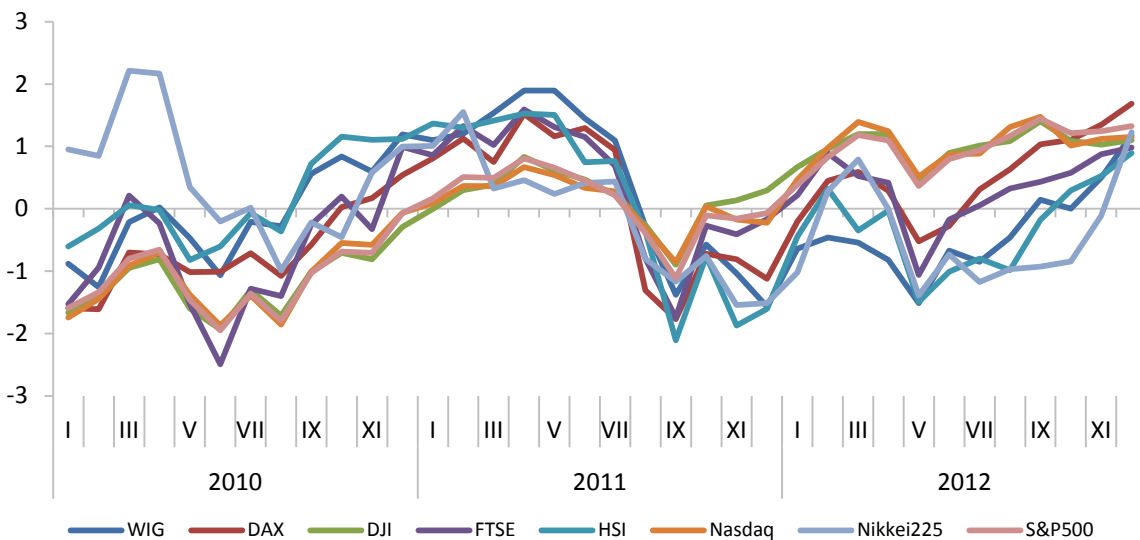 3
2
1
0
-1
-2
-3
I III V VII IX XI I III V VII IX XI I III V VII IX XI
2010 2011 2012
WIG DAX DJI FTSE HSI Nasdaq Nikkei225 S&P500